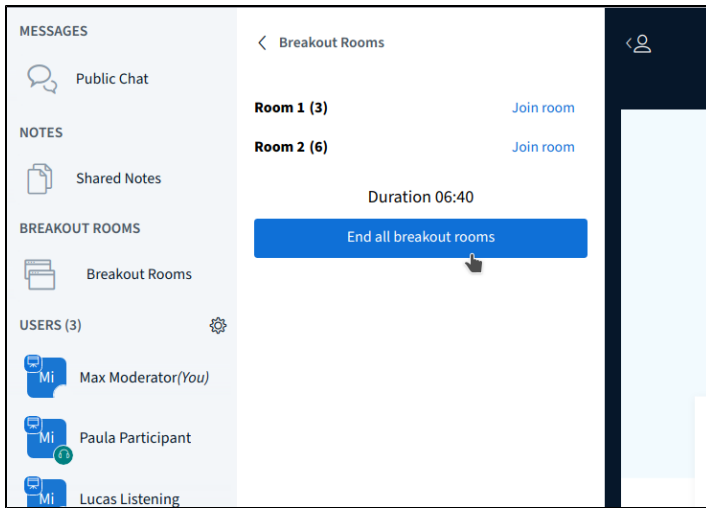 MESSAGES
Public Chat
NOTES
Shared Notes
BREAKOUT ROOMS
Breakout Rooms
USERS (3)
Mi
Max Moderator(You)
Mi
Paula Participant
Mi
Lucas Listening
Breakout Rooms
Room 1 (3) Join room
Room 2 (6) Join room
Duration 06:40
End all breakout rooms